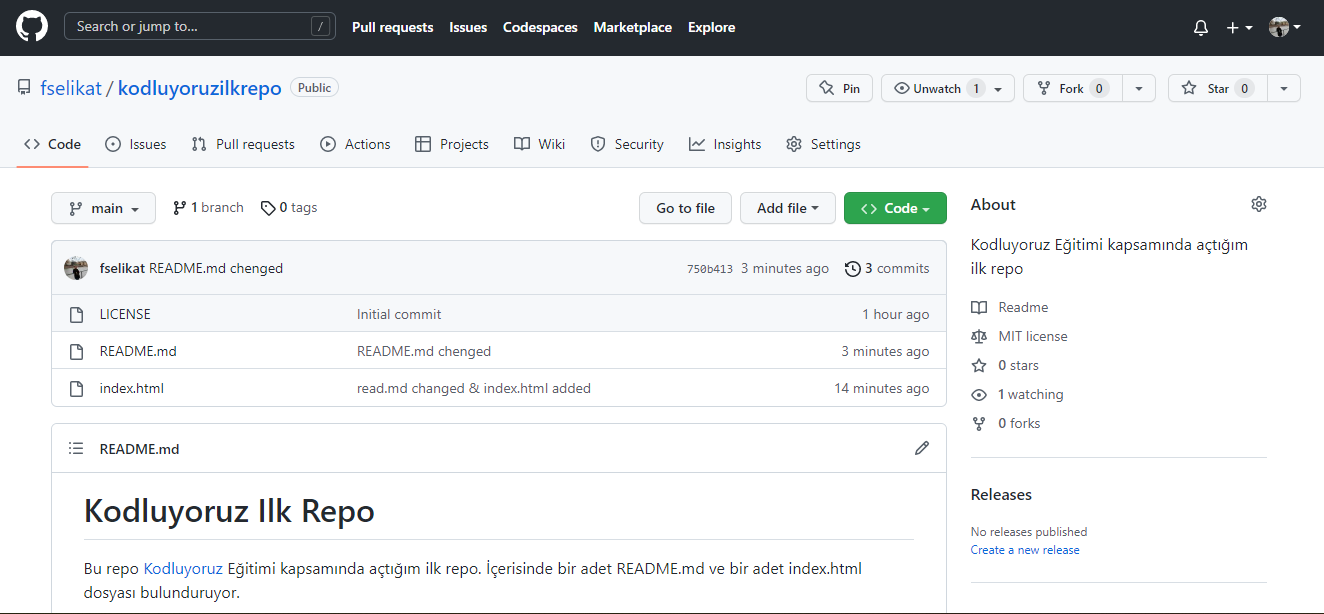 Search or jump to... / Pull requests Issues Codespaces Marketplace Explore
fselikat / kodluyoruzilkrepo Public Pin Unwatch 1 Fork 0 Star 0
Code Issues Pull requests Actions Projects Wiki Security Insights Settings
main 1 branch 0 tags Go to file Add file Code
fselikat README.md chenged 750b413 3 minutes ago 3 commits
LICENSE Initial commit 1 hour ago
README.md README.md chenged 3 minutes ago
index.html read.md changed & index.html added 14 minutes ago
README.md
Kodluyoruz Ilk Repo
Bu repo Kodluyoruz Eğitimi kapsamında açtığım ilk repo. İçerisinde bir adet README.md ve bir adet index.html
dosyası bulunduruyor.
About
Kodluyoruz Eğitimi kapsamında açtığım
ilk repo
Readme
MIT license
0 stars
1 watching
0 forks
Releases
No releases published
Create a new release